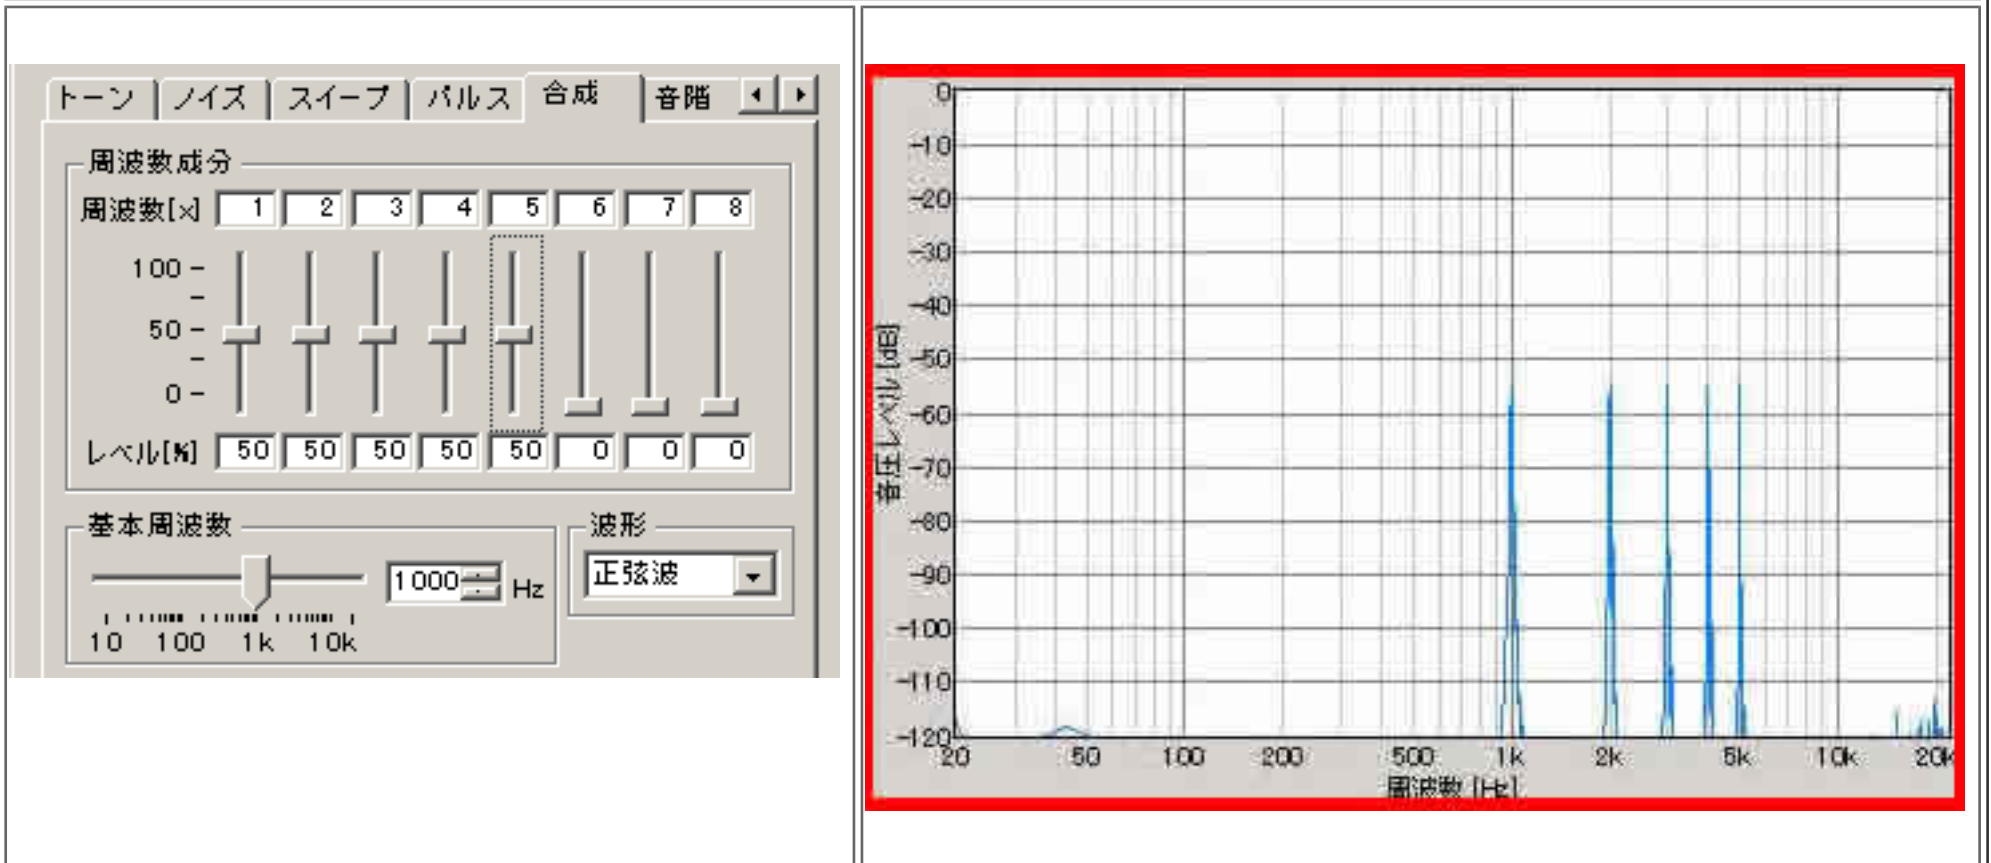 トーン ノイズ スイープ パルス 合成 音階
周波数成分
周波数[x] 1 2 3 4 5 6 7 8
100
50
0
レベル[%] 50 50 50 50 50 0 0 0
基本周波数
1000 Hz
10 100 1k 10k
波形
正弦波
0
-10
-20
-30
-40
-50
-60
-70
-80
-90
-100
-110
-120
音圧レベル [dB]
20 50 100 200 500 1k 2k 5k 10k 20k
周波数 [Hz]